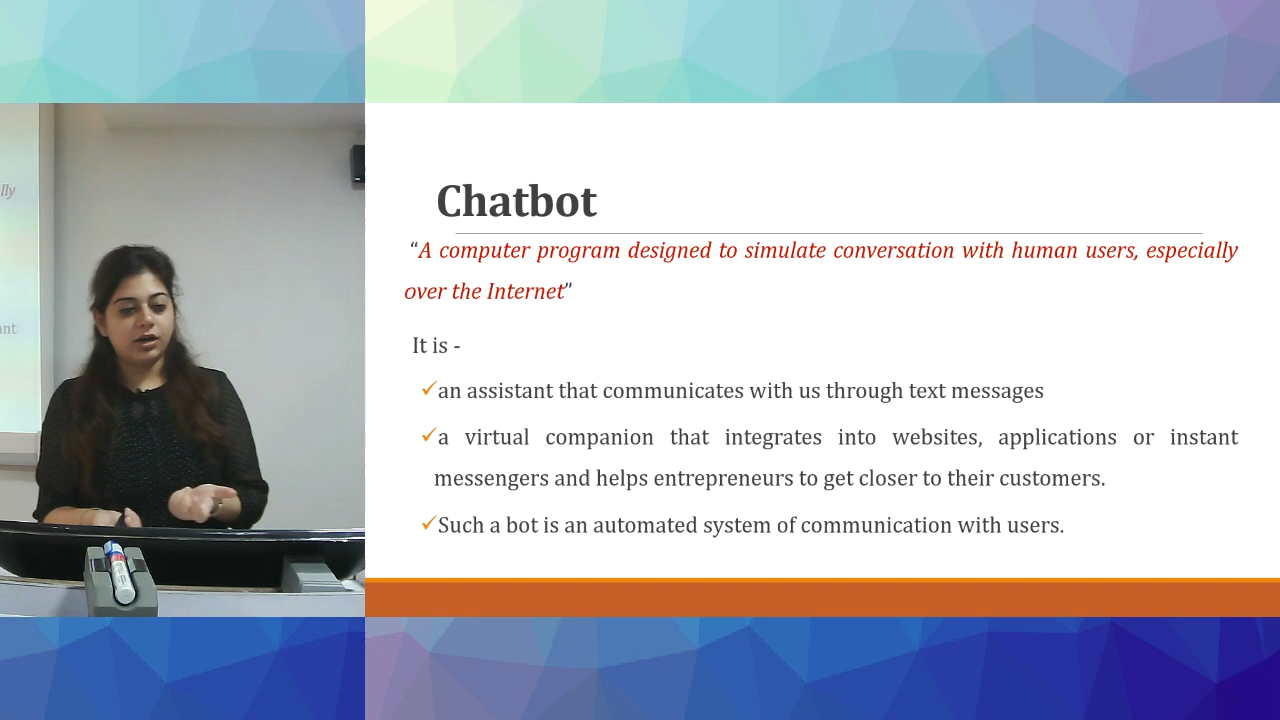 Chatbot
“A computer program designed to simulate conversation with human users, especially
over the Internet”
It is -
✓an assistant that communicates with us through text messages
✓a virtual companion that integrates into websites, applications or instant
messengers and helps entrepreneurs to get closer to their customers.
✓Such a bot is an automated system of communication with users.
lly
ant